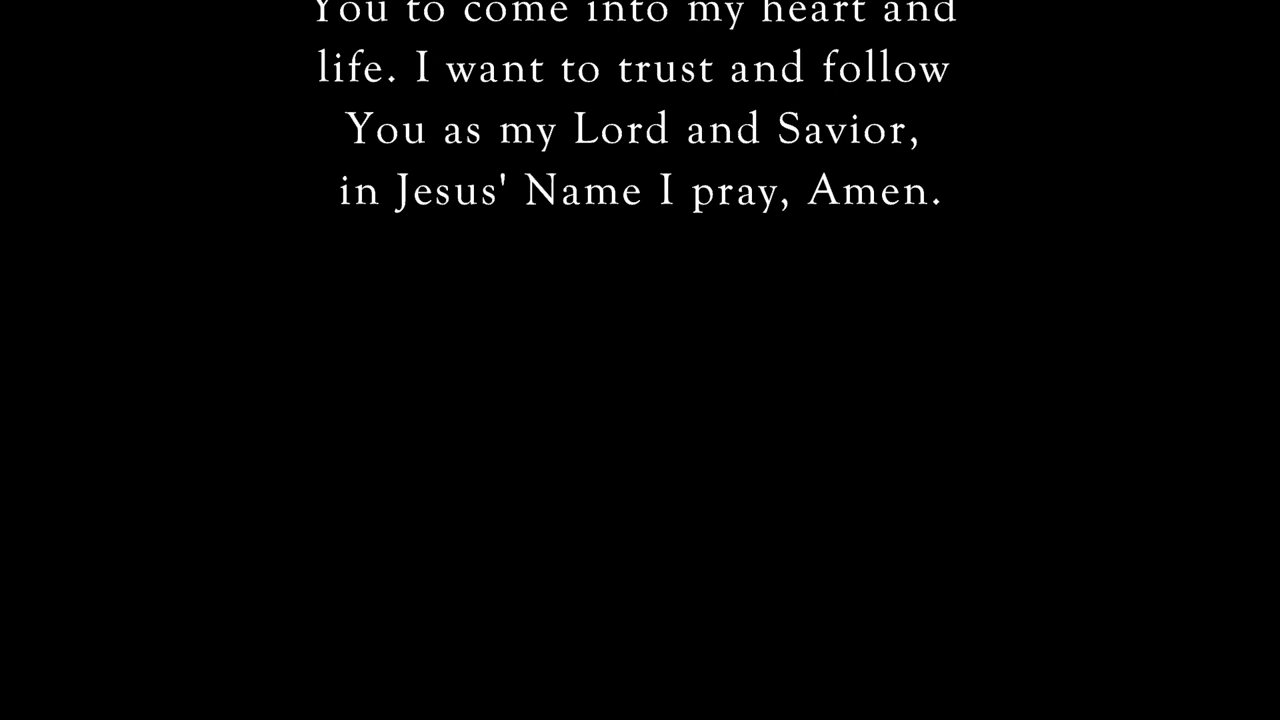 You to come into my heart and
life. I want to trust and follow
You as my Lord and Savior,
in Jesus' Name I pray, Amen.